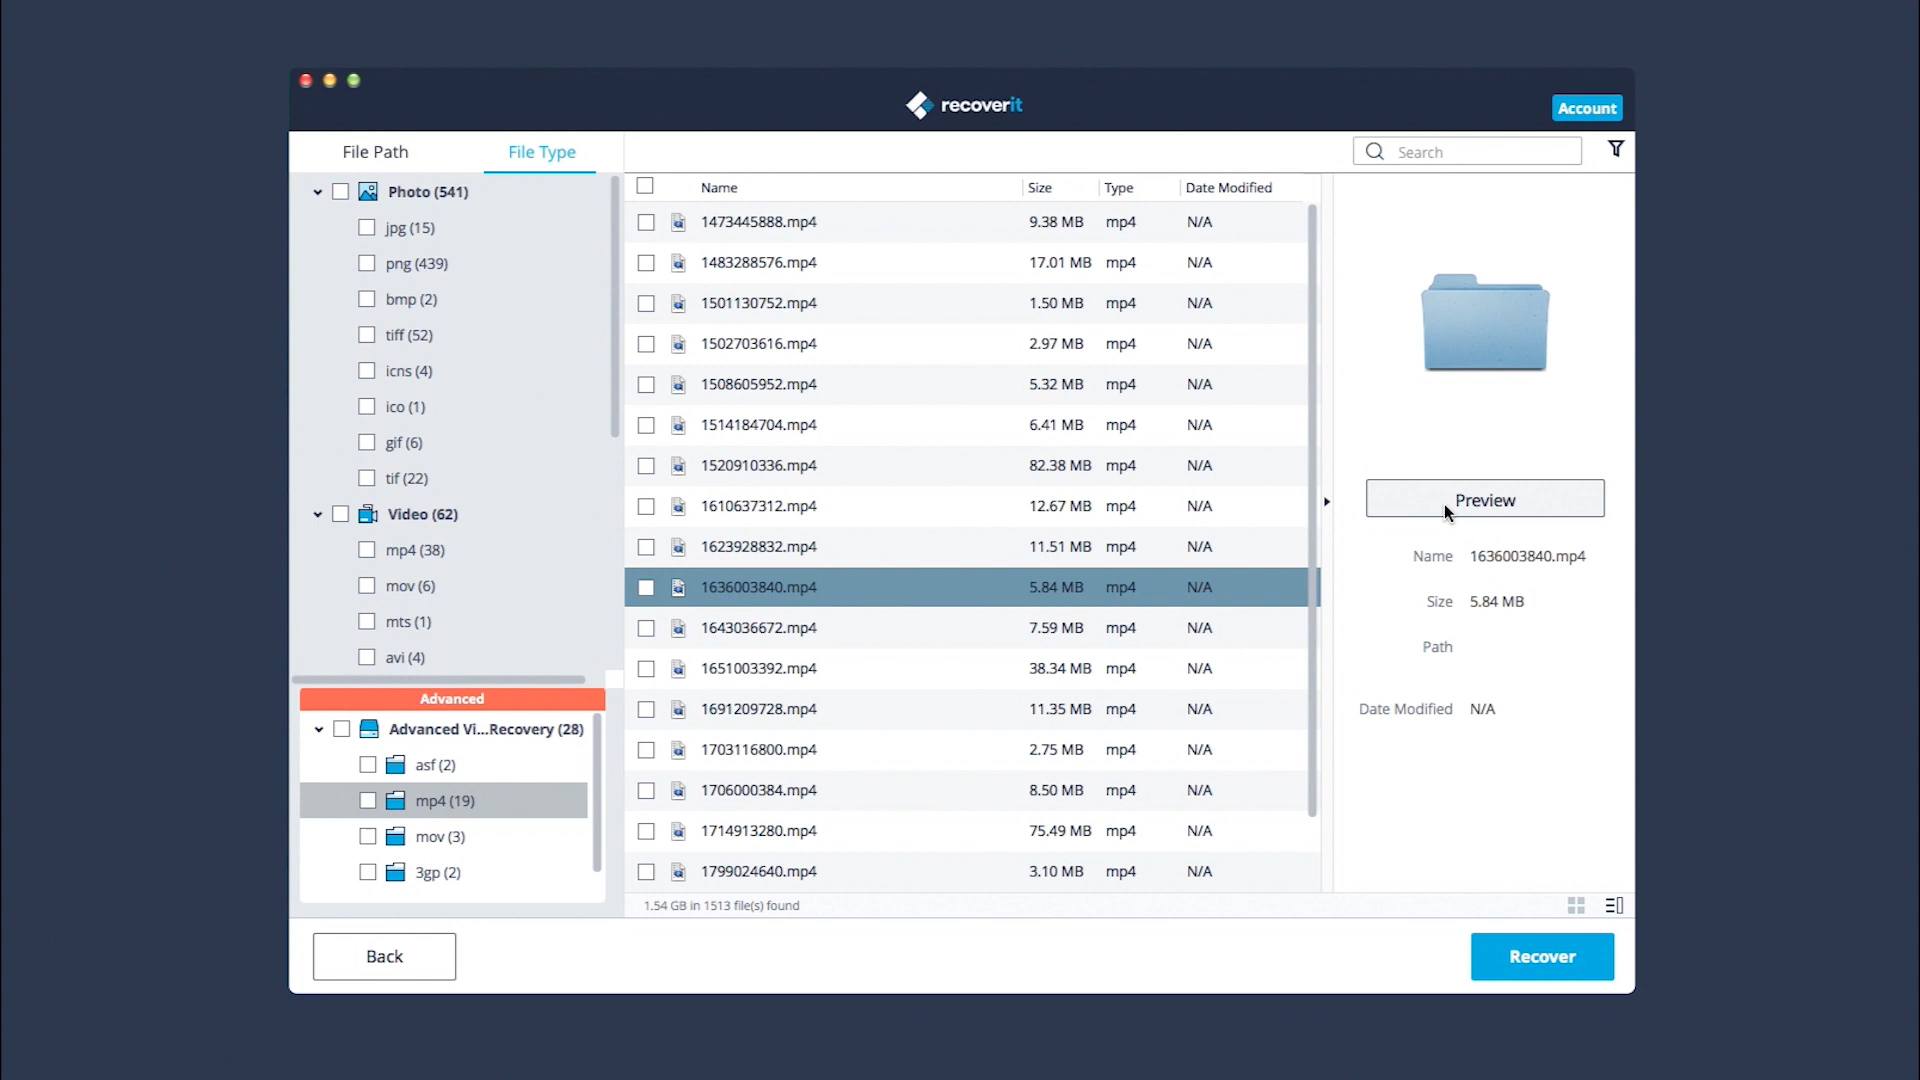 recoverit
Account
File Path
File Type
Search
Photo (541)
jpg (15)
png (439)
bmp (2)
tiff (52)
icns (4)
ico (1)
gif (6)
tif (22)
Video (62)
mp4 (38)
mov (6)
mts (1)
avi (4)
Advanced
Advanced Vi...Recovery (28)
asf (2)
mp4 (19)
mov (3)
3gp (2)
Name Size Type Date Modified
1473445888.mp4 9.38 MB mp4 N/A
1483288576.mp4 17.01 MB mp4 N/A
1501130752.mp4 1.50 MB mp4 N/A
1502703616.mp4 2.97 MB mp4 N/A
1508605952.mp4 5.32 MB mp4 N/A
1514184704.mp4 6.41 MB mp4 N/A
1520910336.mp4 82.38 MB mp4 N/A
1610637312.mp4 12.67 MB mp4 N/A
1623928832.mp4 11.51 MB mp4 N/A
1636003840.mp4 5.84 MB mp4 N/A
1643036672.mp4 7.59 MB mp4 N/A
1651003392.mp4 38.34 MB mp4 N/A
1691209728.mp4 11.35 MB mp4 N/A
1703116800.mp4 2.75 MB mp4 N/A
1706000384.mp4 8.50 MB mp4 N/A
1714913280.mp4 75.49 MB mp4 N/A
1799024640.mp4 3.10 MB mp4 N/A
1.54 GB in 1513 file(s) found
Preview
Name 1636003840.mp4
Size 5.84 MB
Path
Date Modified N/A
Back
Recover